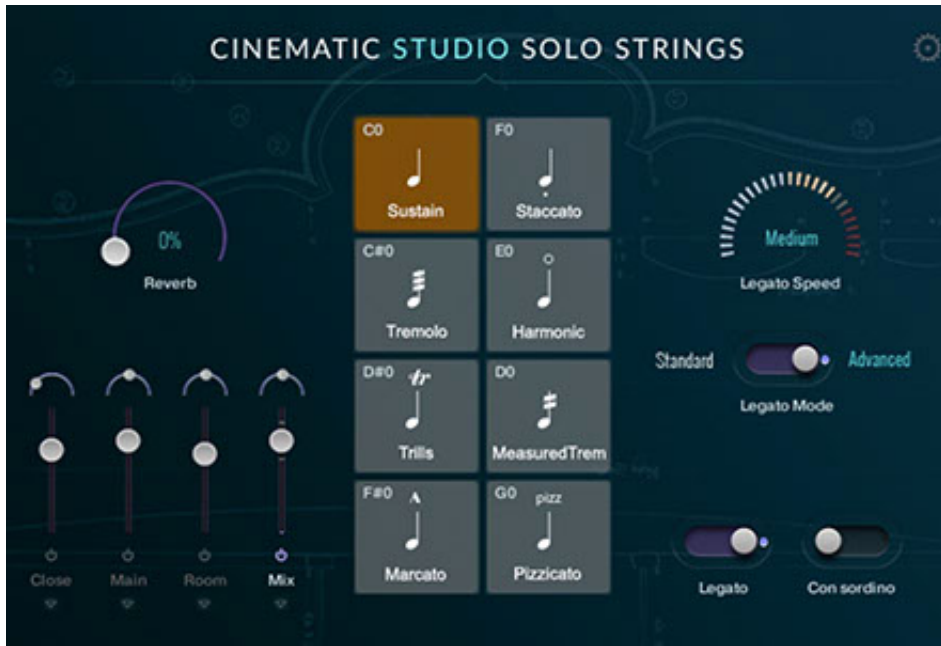 CINEMATIC STUDIO SOLO STRINGS
0%
Reverb
Close
Main
Room
Mix
C0
Sustain
F0
Staccato
C#0
Tremolo
E0
Harmonic
D#0
tr
Trills
D0
MeasuredTrem
F#0
Marcato
G0
pizz
Pizzicato
Medium
Legato Speed
Standard
Advanced
Legato Mode
Legato
Con sordino